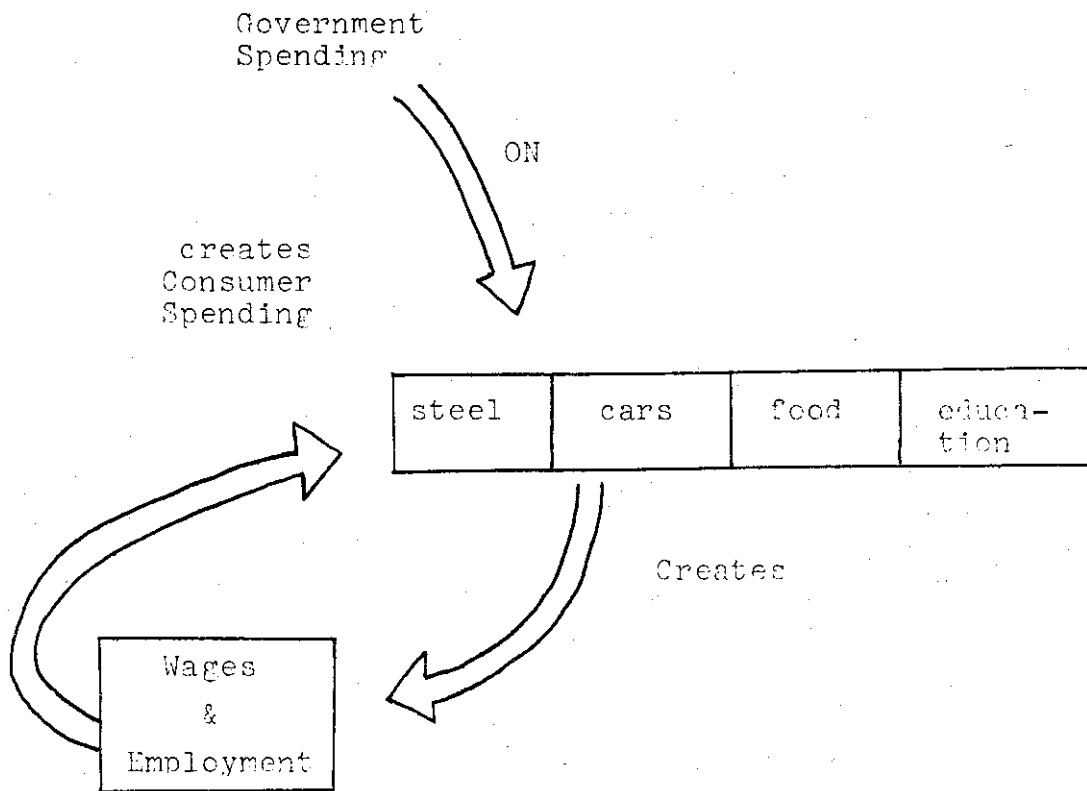 Government
Spending
ON
creates
Consumer
Spending
steel
cars
food
educa-
tion
Creates
Wages
&
Employment